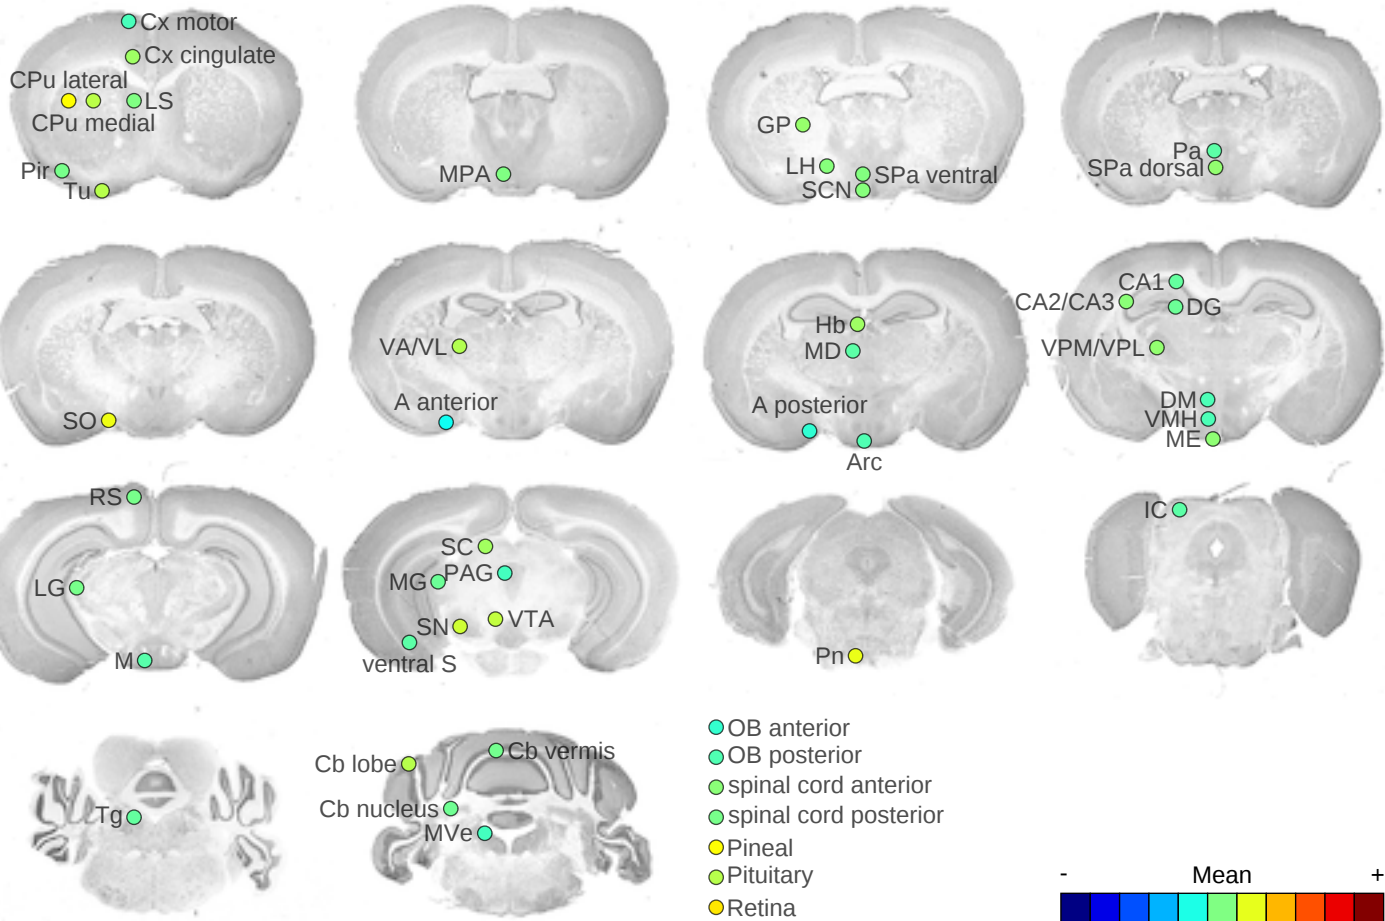 Cx motor
Cx cingulate
CPu lateral
LS
CPu medial
Pir
Tu
MPA
GP
LH
SPa ventral
SCN
Pa
SPa dorsal
SO
VA/VL
A anterior
Hb
MD
A posterior
Arc
CA1
CA2/CA3
DG
VPM/VPL
DM
VMH
ME
RS
LG
M
SC
PAG
MG
SN
VTA
ventral S
Pn
IC
Tg
Cb lobe
Cb vermis
Cb nucleus
MVe
OB anterior
OB posterior
spinal cord anterior
spinal cord posterior
Pineal
Pituitary
Retina
- Mean +